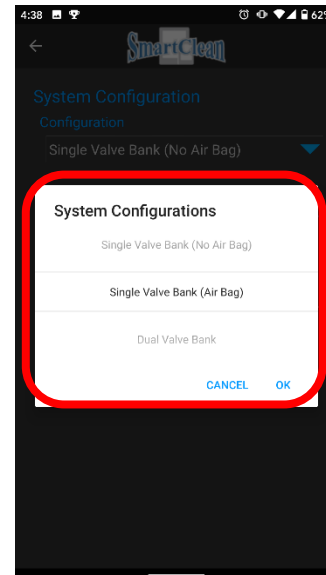 4:38 62%
SmartClean
System Configuration
Configuration
Single Valve Bank (No Air Bag)
System Configurations
Single Valve Bank (No Air Bag)
Single Valve Bank (Air Bag)
Dual Valve Bank
CANCEL OK